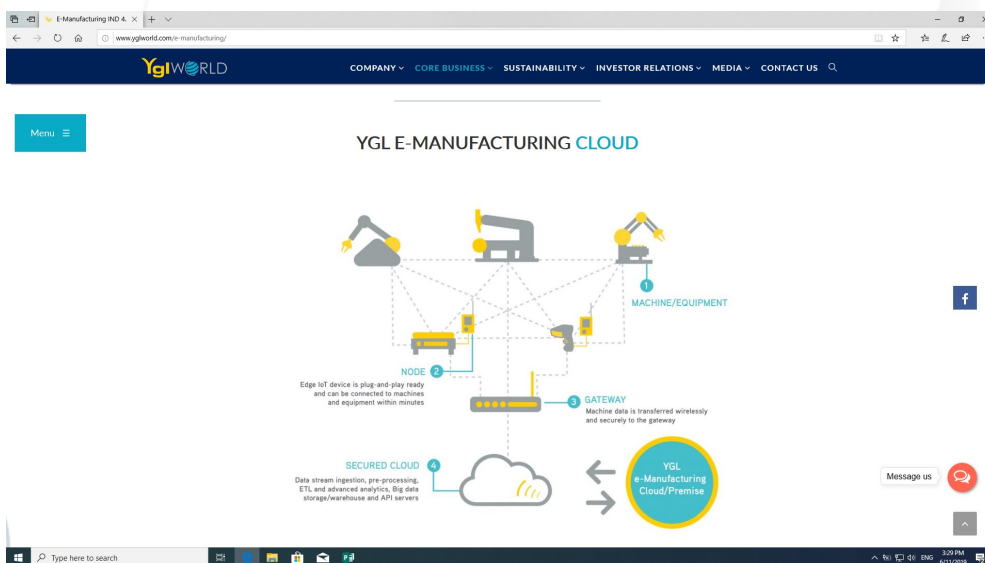 E-Manufacturing IND 4.
www.yglworld.com/e-manufacturing/
YglWORLD
COMPANY CORE BUSINESS SUSTAINABILITY INVESTOR RELATIONS MEDIA CONTACT US
Menu
YGL E-MANUFACTURING CLOUD
1
MACHINE/EQUIPMENT
NODE 2
Edge IoT device is plug-and-play ready
and can be connected to machines
and equipment within minutes
3 GATEWAY
Machine data is transferred wirelessly
and securely to the gateway
SECURED CLOUD 4
Data stream ingestion, pre-processing,
ETL and advanced analytics, Big data
storage/warehouse and API servers
YGL
e-Manufacturing
Cloud/Premise
Message us
Type here to search
ENG
3:29 PM
6/11/2019